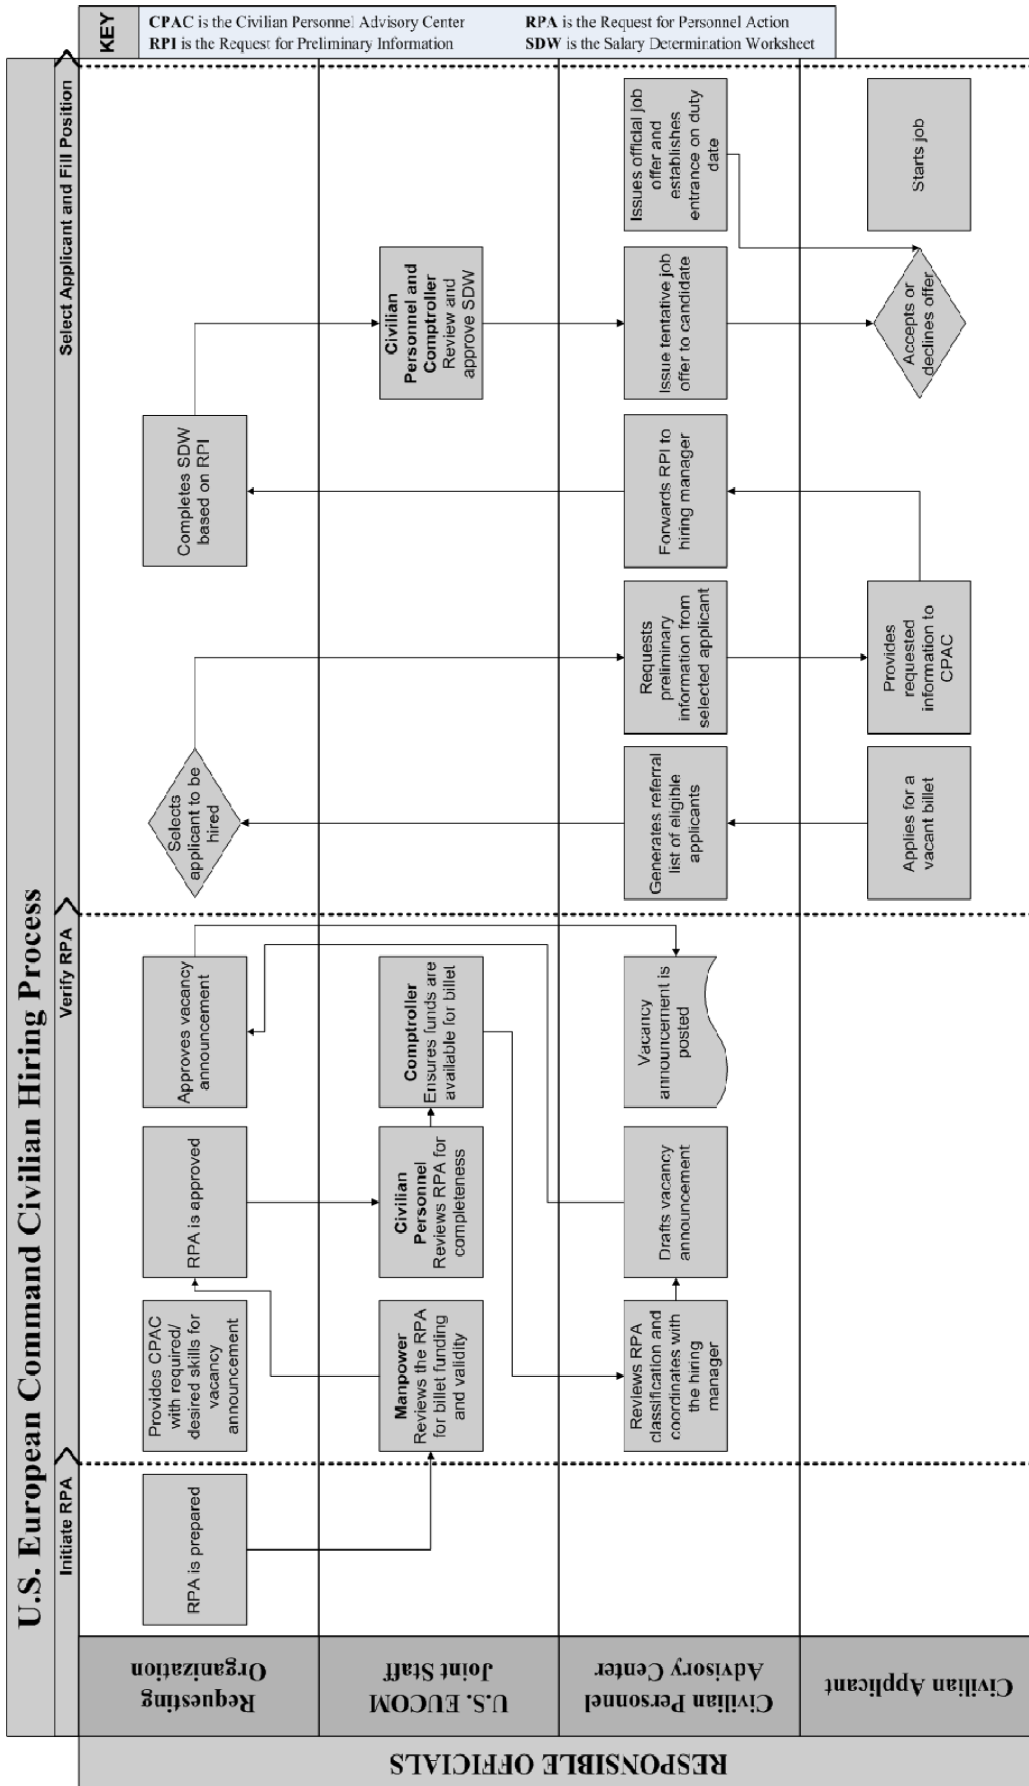 U.S. European Command Civilian Hiring Process
Initiate RPA
Verify RPA
Select Applicant and Fill Position
KEY
CPAC is the Civilian Personnel Advisory Center
RPI is the Request for Preliminary Information
RPA is the Request for Personnel Action
SDW is the Salary Determination Worksheet
RESPONSIBLE OFFICIALS
Requesting
Organization
RPA is prepared
Provides CPAC
with required/
desired skills for
vacancy
announcement
RPA is approved
Approves vacancy
announcement
Selects
applicant to be
hired
Completes SDW
based on RPI
U.S. EUCOM
Joint Staff
Manpower
Reviews the RPA
for billet funding
and validity
Civilian
Personnel
Reviews RPA for
completeness
Comptroller
Ensures funds are
available for billet
Civilian
Personnel and
Comptroller
Review and
approve SDW
Civilian Personnel
Advisory Center
Reviews RPA
classification and
coordinates with
the hiring
manager
Drafts vacancy
announcement
Vacancy
announcement is
posted
Generates referral
list of eligible
applicants
Requests
preliminary
information from
selected applicant
Forwards RPI to
hiring manager
Issue tentative job
offer to candidate
Issues official job
offer and
establishes
entrance on duty
date
Civilian Applicant
Applies for a
vacant billet
Provides
requested
information to
CPAC
Accepts or
declines offer
Starts job